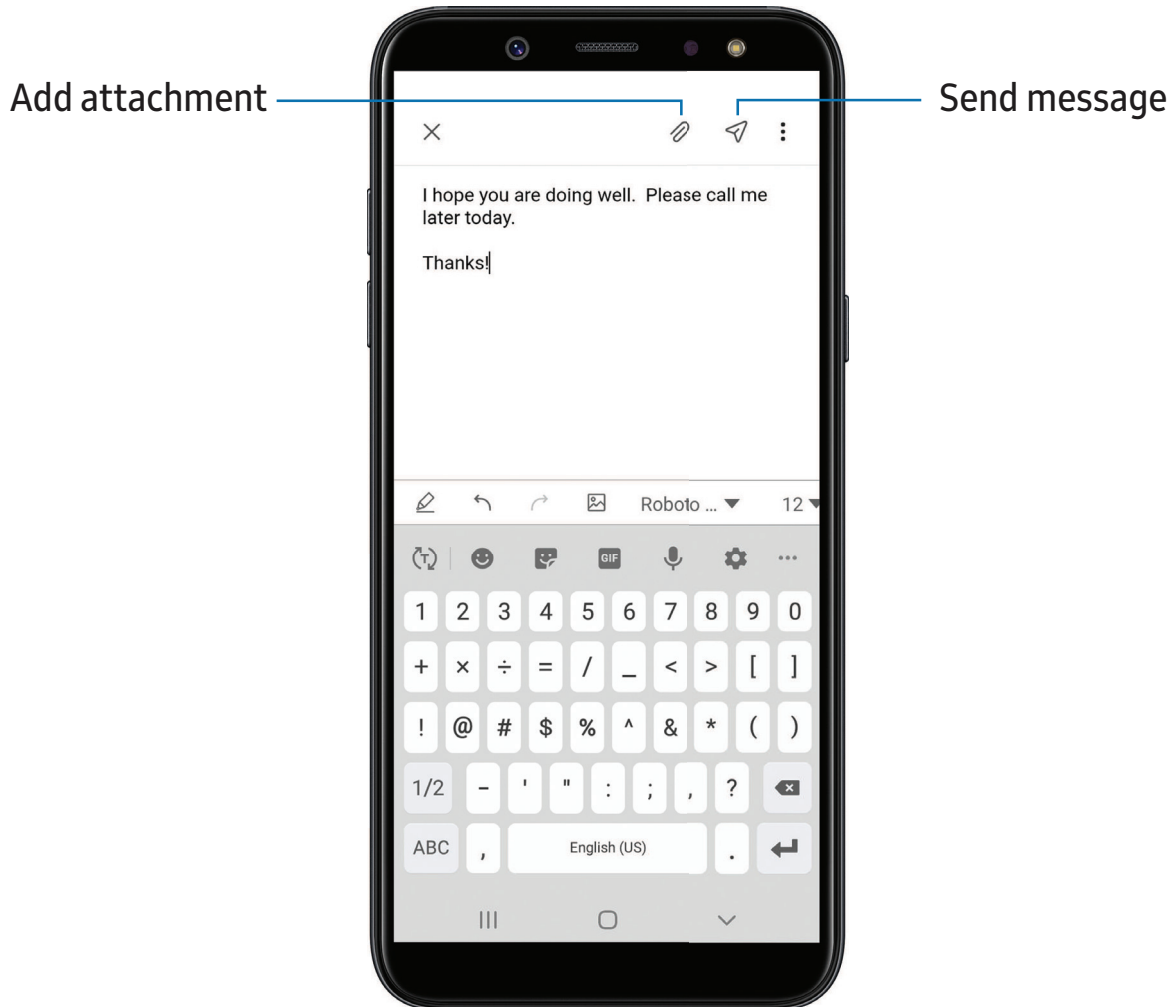 Add attachment
Send message
I hope you are doing well.  Please call me
later today.
Thanks!
Roboto ... 12
T GIF
1 2 3 4 5 6 7 8 9 0
+ × ÷ = / _ < > [ ]
! @ # $ % ^ & * ( )
1/2 - ' " : ; , ?
ABC , English (US) .